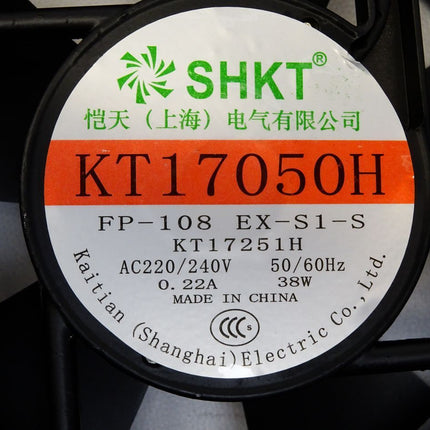 SHKT®
恺天（上海）电气有限公司
KT17050H
FP-108 EX-S1-S
KT17251H
AC220/240V 50/60Hz
0.22A 38W
MADE IN CHINA
CCC S
Kaitian (Shanghai) Electric Co., Ltd.